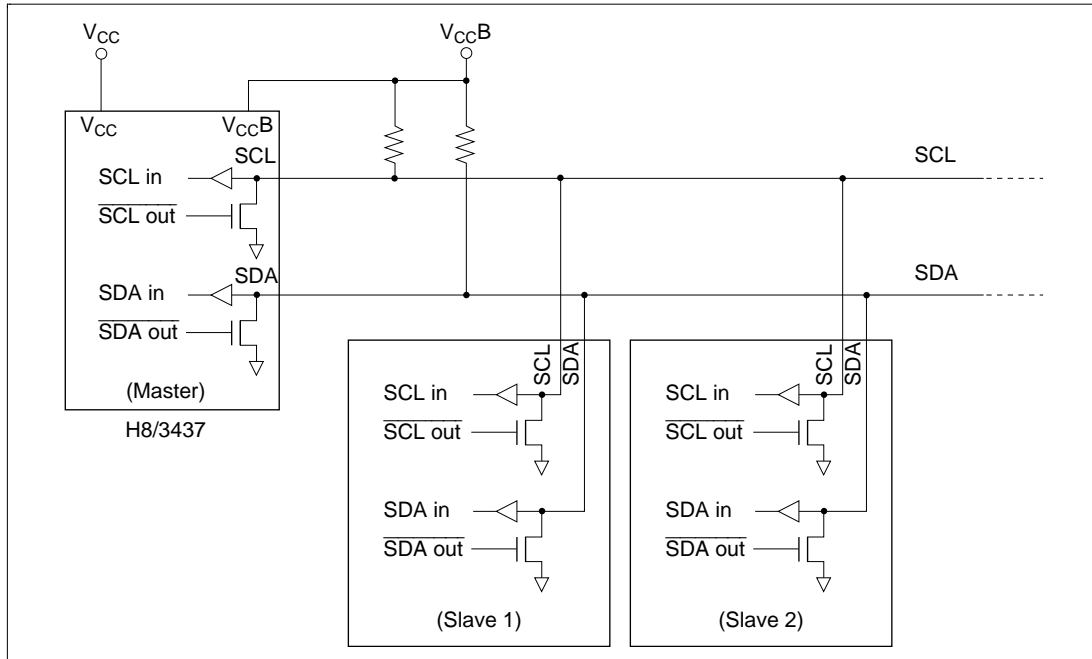 VCC
VCCB
VCC
VCCB
SCL
SCL in
SCL out
SDA
SDA in
SDA out
(Master)
H8/3437
SCL
SDA
SCL
SDA
SCL in
SCL out
SDA in
SDA out
(Slave 1)
SCL
SDA
SCL in
SCL out
SDA in
SDA out
(Slave 2)